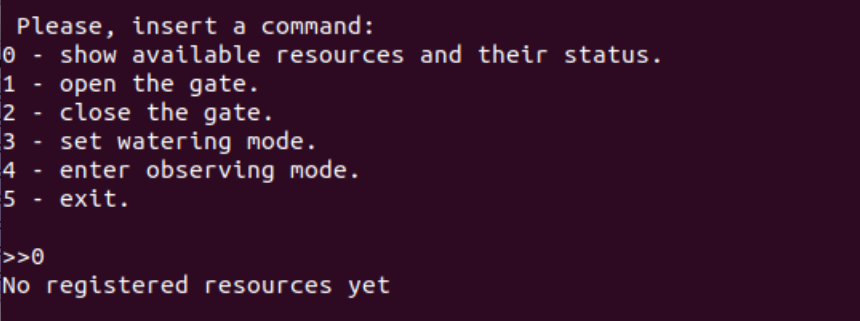 Please, insert a command:
0 - show available resources and their status.
1 - open the gate.
2 - close the gate.
3 - set watering mode.
4 - enter observing mode.
5 - exit.
>>0
No registered resources yet